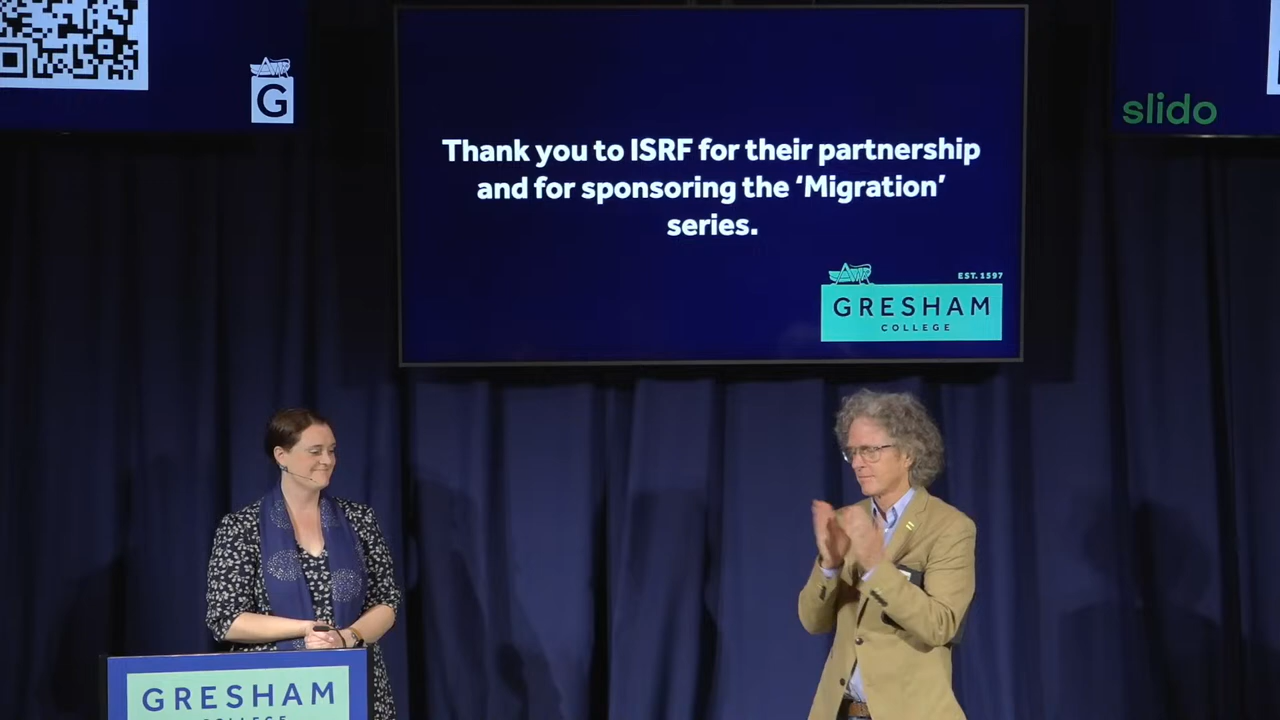 G
slido
Thank you to ISRF for their partnership
and for sponsoring the ‘Migration’
series.
EST. 1597
GRESHAM
COLLEGE
GRESHAM
COLLEGE